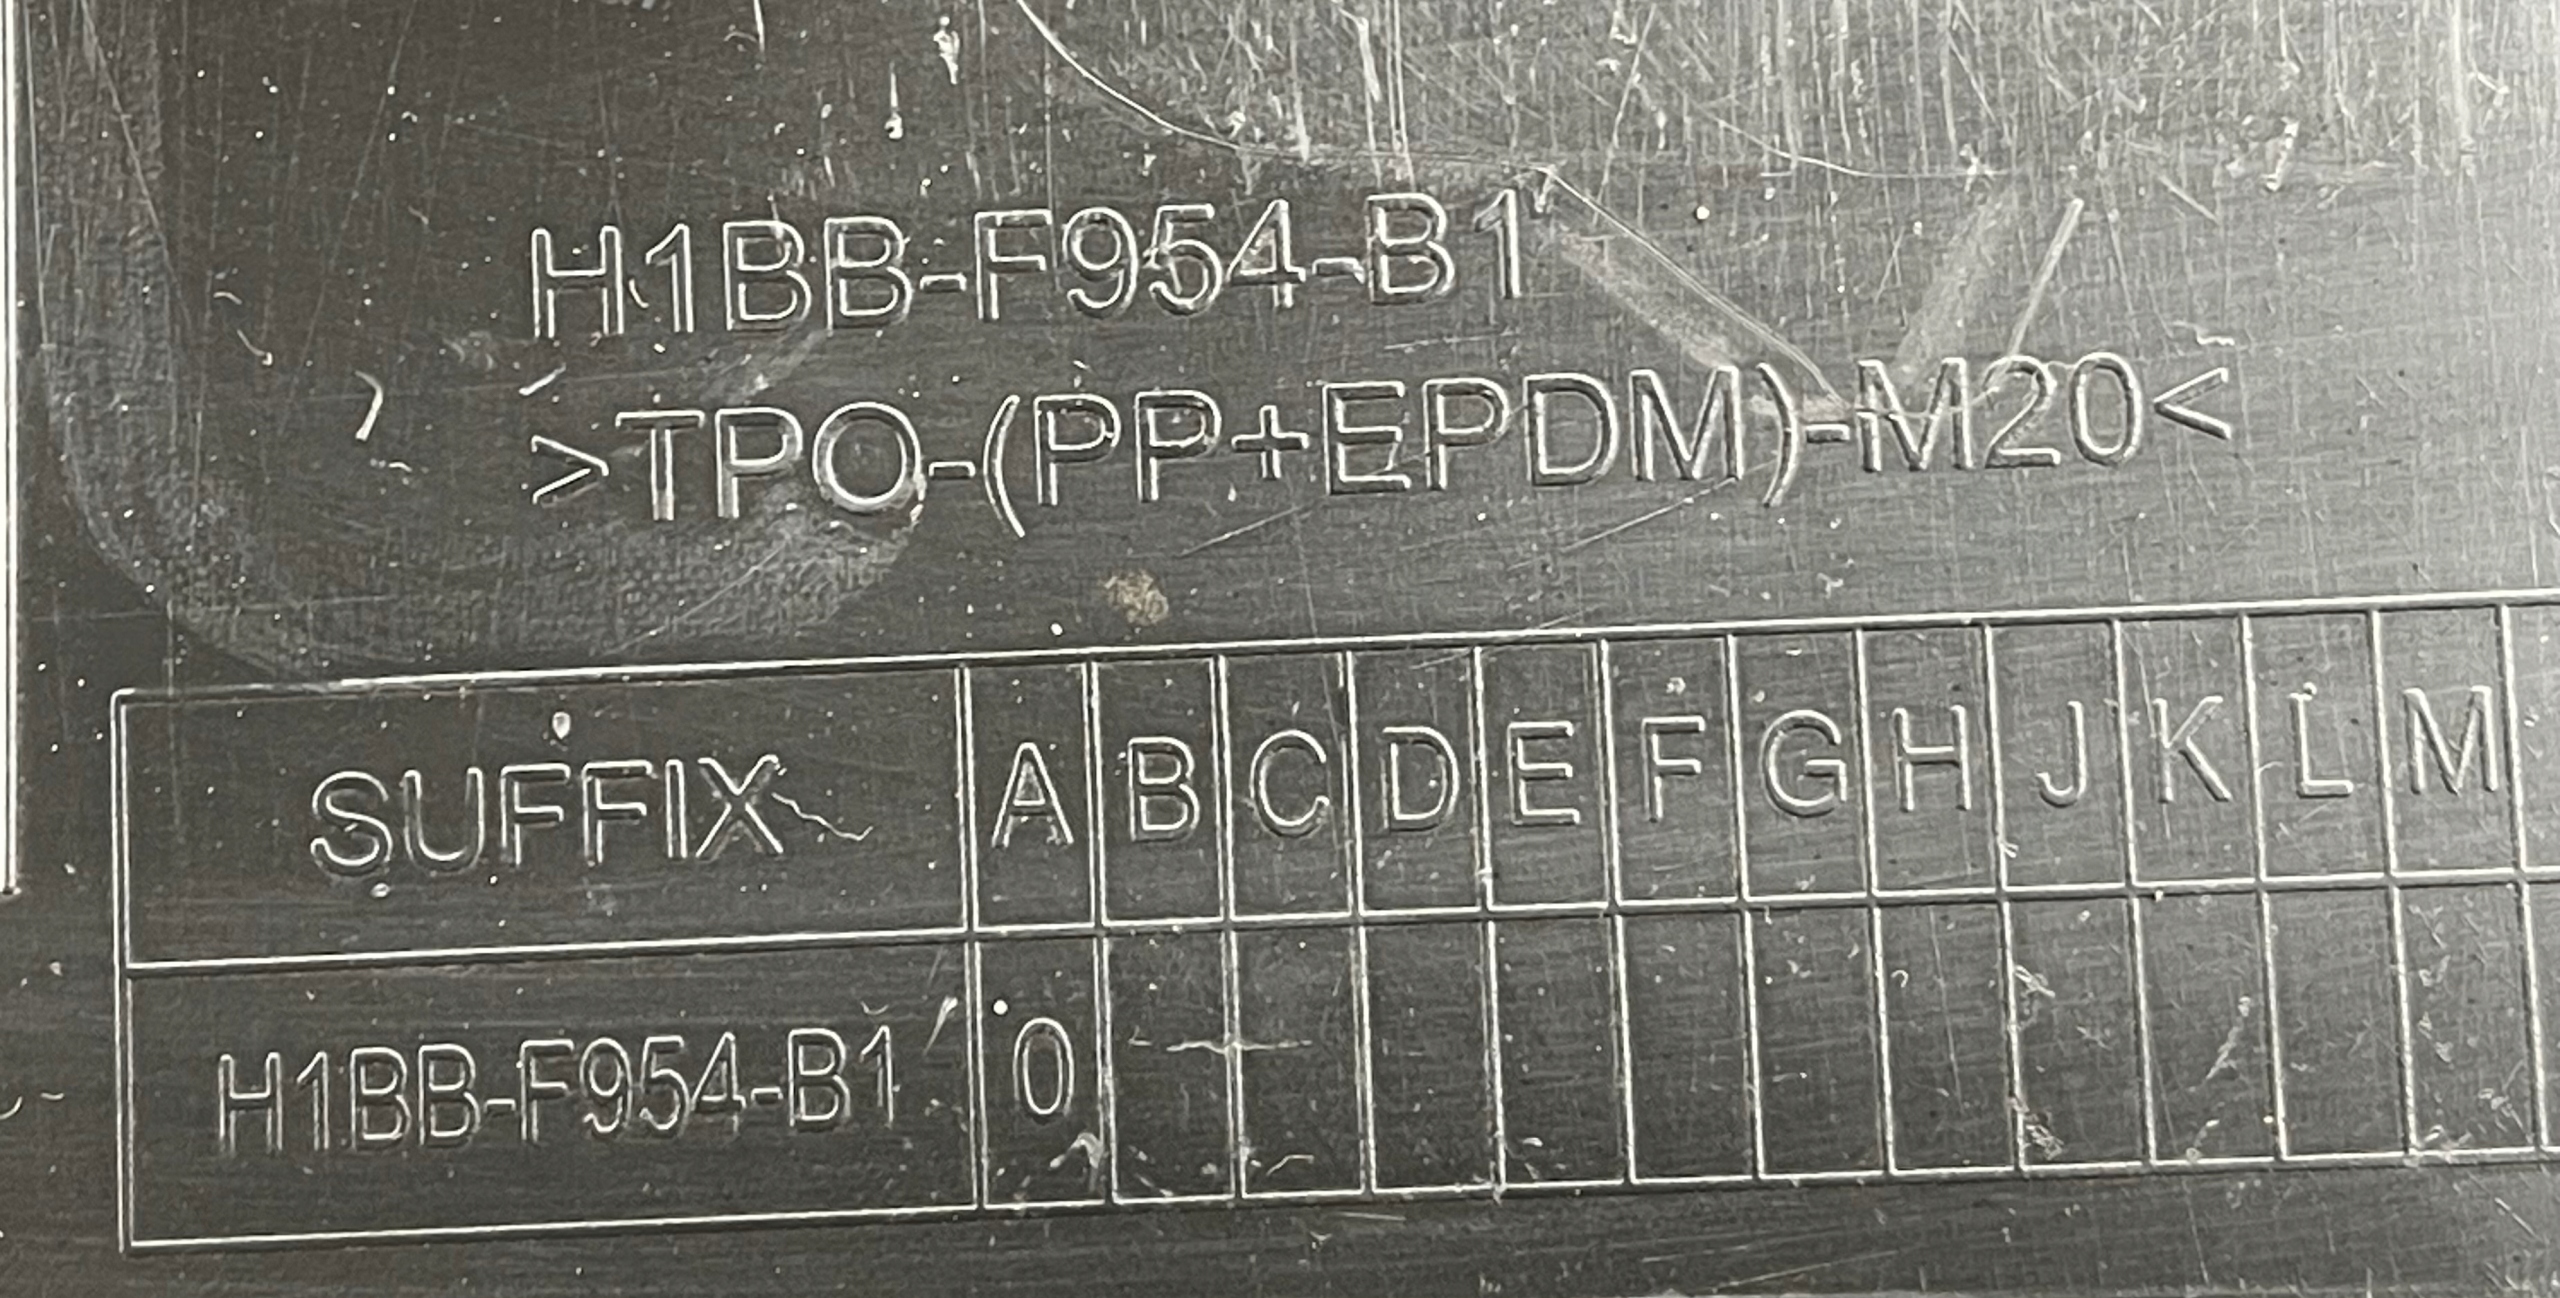 H1BB-F954-B1
>TPO-(PP+EPDM)-M20<
SUFFIX A B C D E F G H J K L M
H1BB-F954-B1 0